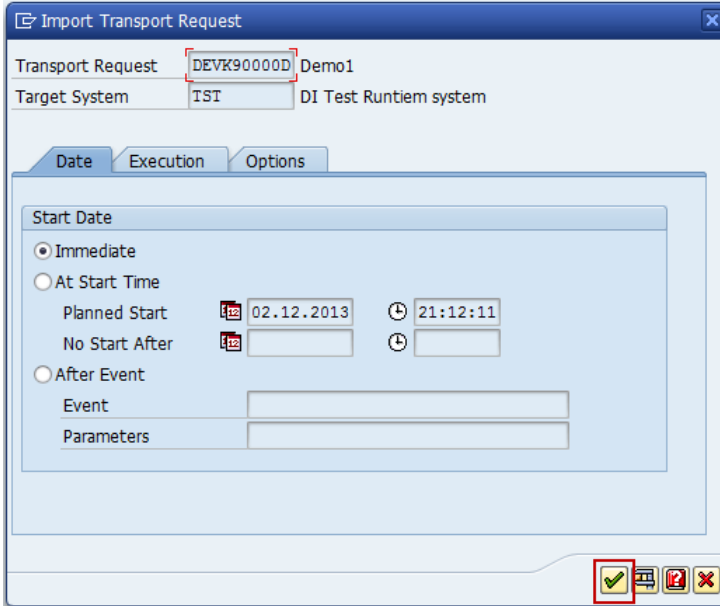 Import Transport Request
Transport Request DEVK90000D Demo1
Target System TST DI Test Runtiem system
Date Execution Options
Start Date
Immediate
At Start Time
Planned Start 02.12.2013 21:12:11
No Start After
After Event
Event
Parameters